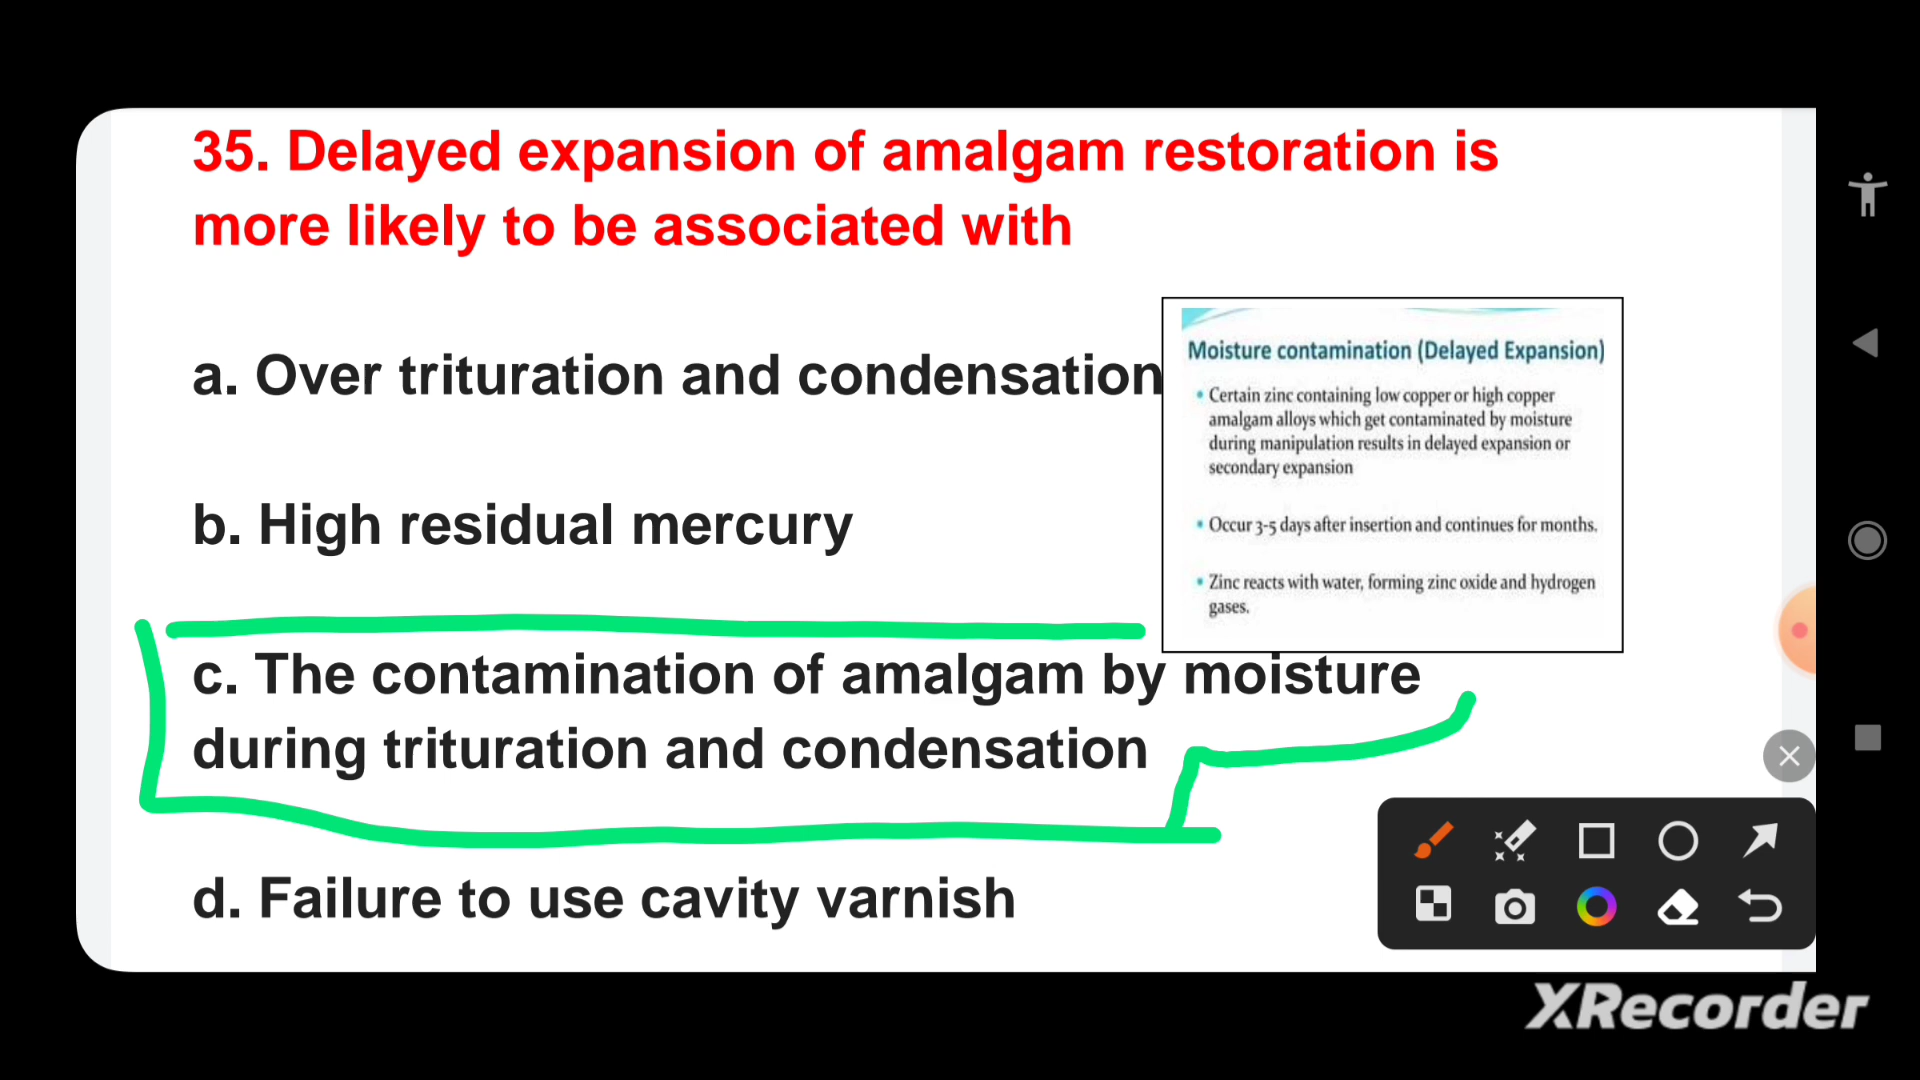 35. Delayed expansion of amalgam restoration is
more likely to be associated with
a. Over trituration and condensation
b. High residual mercury
Moisture contamination (Delayed Expansion)
• Certain zinc containing low copper or high copper
amalgam alloys which get contaminated by moisture
during manipulation results in delayed expansion or
secondary expansion
• Occur 3-5 days after insertion and continues for months.
• Zinc reacts with water, forming zinc oxide and hydrogen
gases.
c. The contamination of amalgam by moisture
during trituration and condensation
d. Failure to use cavity varnish
XRecorder